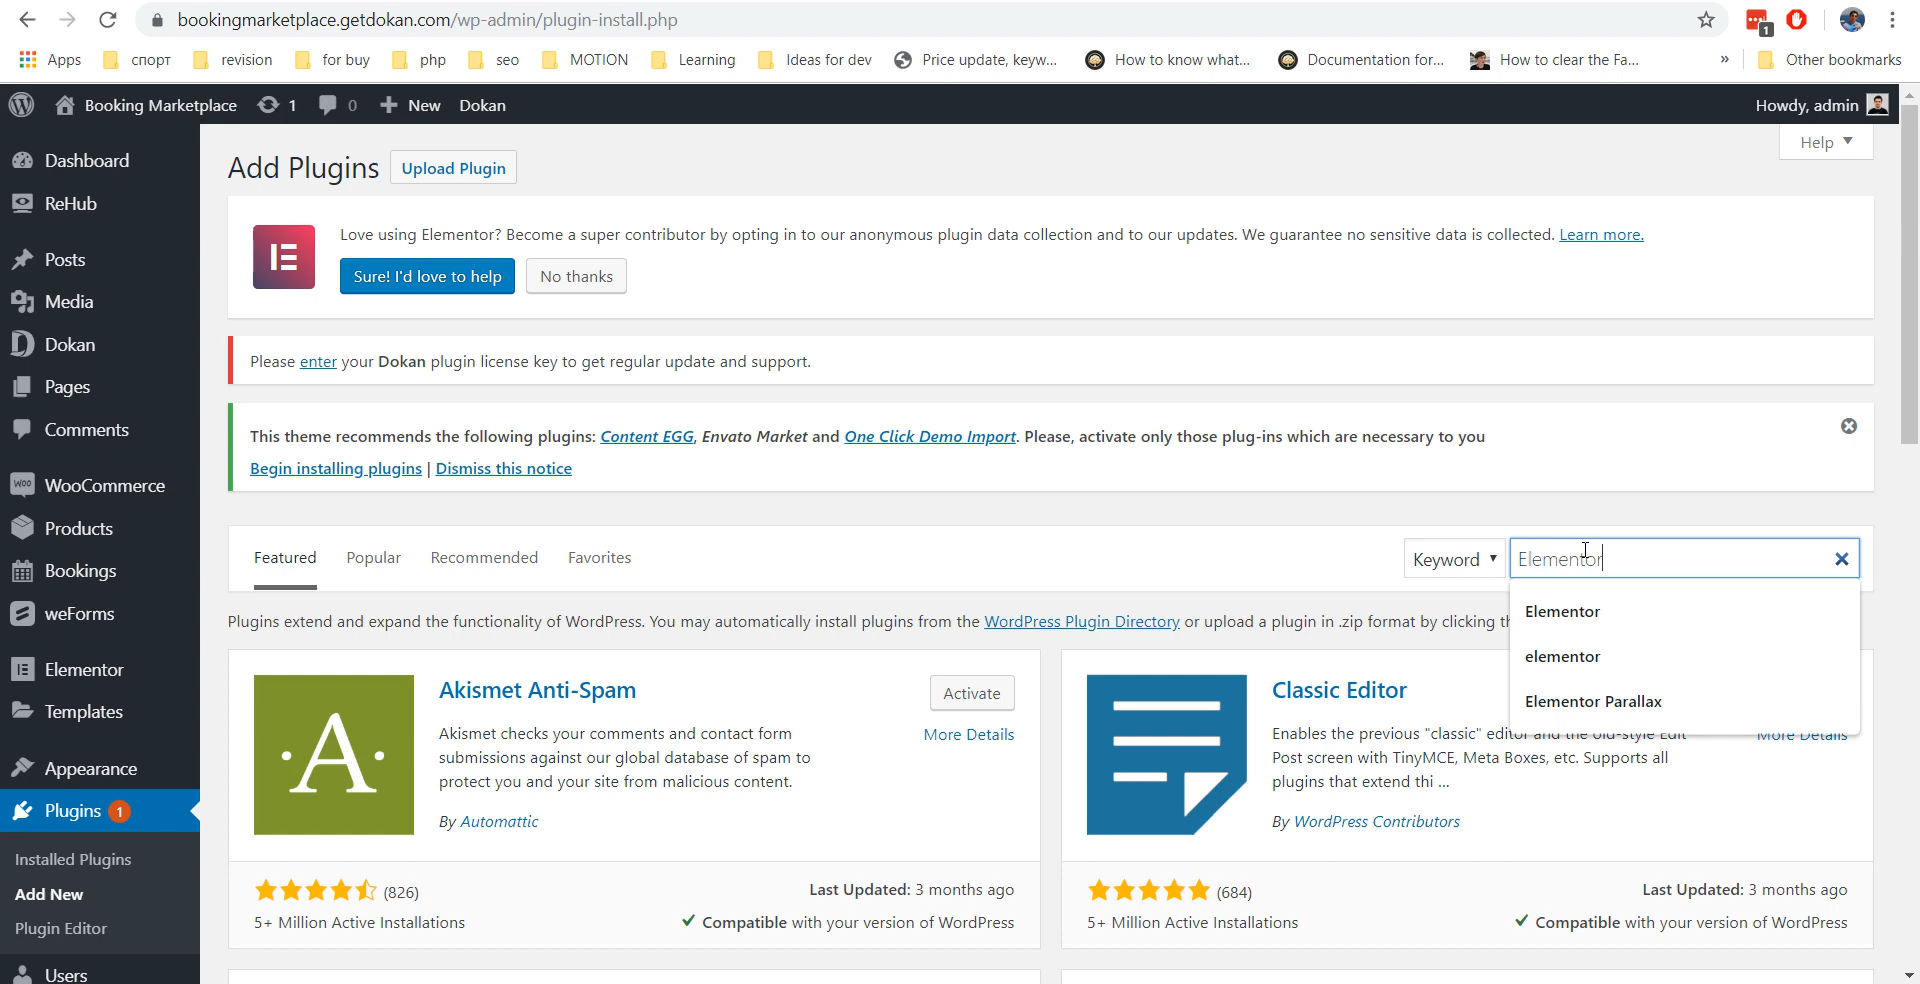 bookingmarketplace.getdokan.com/wp-admin/plugin-install.php
1
Apps спорт revision for buy php seo MOTION Learning Ideas for dev Price update, keyw... How to know what... Documentation for... How to clear the Fa... » Other bookmarks
Booking Marketplace 1 0 New Dokan Howdy, admin
Help ▼
Add Plugins Upload Plugin
Love using Elementor? Become a super contributor by opting in to our anonymous plugin data collection and to our updates. We guarantee no sensitive data is collected. Learn more.
Sure! I'd love to help No thanks
Please enter your Dokan plugin license key to get regular update and support.
This theme recommends the following plugins: Content EGG, Envato Market and One Click Demo Import. Please, activate only those plug-ins which are necessary to you
Begin installing plugins | Dismiss this notice
Dashboard
ReHub
Posts
Media
Dokan
Pages
Comments
WooCommerce
Products
Bookings
weForms
Elementor
Templates
Appearance
Plugins 1
Installed Plugins
Add New
Plugin Editor
Users
Featured Popular Recommended Favorites Keyword ▼ Elementor
Elementor
elementor
Elementor Parallax
Plugins extend and expand the functionality of WordPress. You may automatically install plugins from the WordPress Plugin Directory or upload a plugin in .zip format by clicking
A
Akismet Anti-Spam
Activate
More Details
Akismet checks your comments and contact form
submissions against our global database of spam to
protect you and your site from malicious content.
By Automattic
(826)
Last Updated: 3 months ago
5+ Million Active Installations
Compatible with your version of WordPress
Classic Editor
More Details
Enables the previous "classic" editor and the old-style Edit
Post screen with TinyMCE, Meta Boxes, etc. Supports all
plugins that extend thi ...
By WordPress Contributors
(684)
Last Updated: 3 months ago
5+ Million Active Installations
Compatible with your version of WordPress